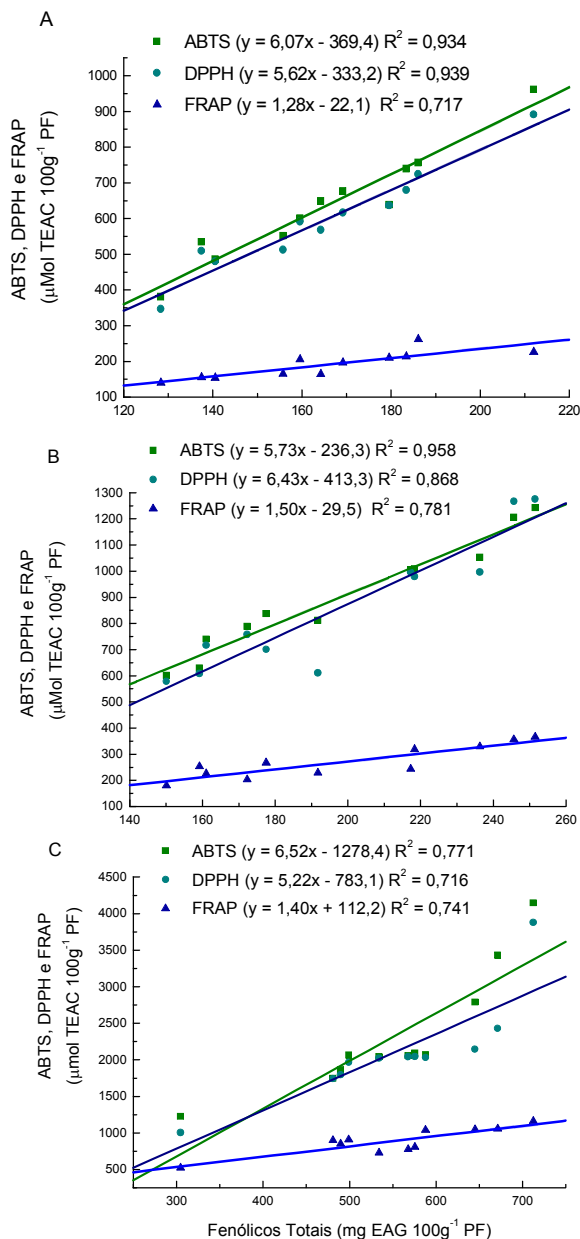 A
ABTS (y = 6,07x - 369,4) R² = 0,934
DPPH (y = 5,62x - 333,2) R² = 0,939
FRAP (y = 1,28x - 22,1) R² = 0,717
ABTS, DPPH e FRAP
(µMol TEAC 100g⁻¹ PF)
1000
900
800
700
600
500
400
300
200
100
120 140 160 180 200 220
B
ABTS (y = 5,73x - 236,3) R² = 0,958
DPPH (y = 6,43x - 413,3) R² = 0,868
FRAP (y = 1,50x - 29,5) R² = 0,781
ABTS, DPPH e FRAP
(µMol TEAC 100g⁻¹ PF)
1300
1200
1100
1000
900
800
700
600
500
400
300
200
100
140 160 180 200 220 240 260
C
ABTS (y = 6,52x - 1278,4) R² = 0,771
DPPH (y = 5,22x - 783,1) R² = 0,716
FRAP (y = 1,40x + 112,2) R² = 0,741
ABTS, DPPH e FRAP
(µmol TEAC 100g⁻¹ PF)
4500
4000
3500
3000
2500
2000
1500
1000
500
300 400 500 600 700
Fenólicos Totais (mg EAG 100g⁻¹ PF)